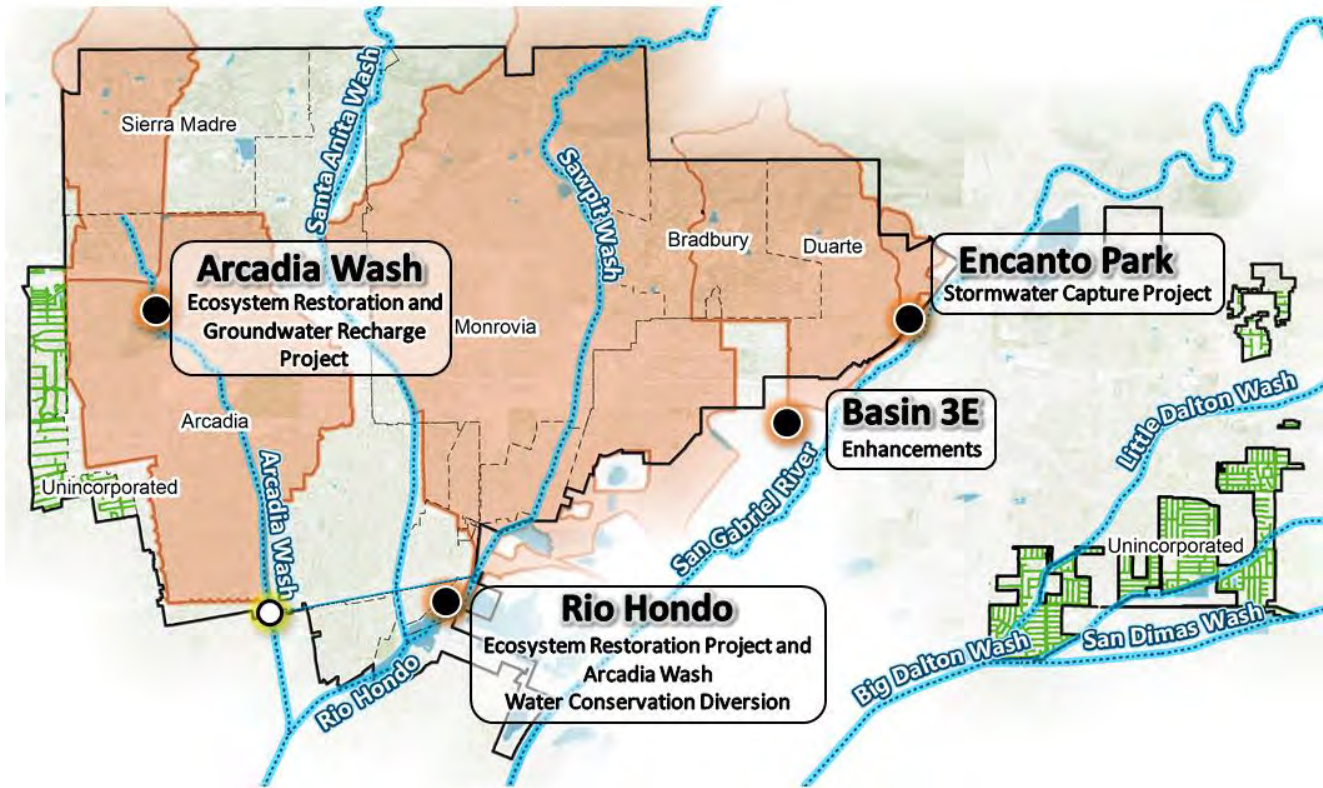 Sierra Madre
Santa Anita Wash
Sawpit Wash
Bradbury
Duarte
Arcadia Wash
Ecosystem Restoration and
Groundwater Recharge
Project
Encanto Park
Stormwater Capture Project
Monrovia
Arcadia
Basin 3E
Enhancements
Little Dalton Wash
Unincorporated
Arcadia Wash
San Gabriel River
Unincorporated
Rio Hondo
Ecosystem Restoration Project and
Arcadia Wash
Water Conservation Diversion
Rio Hondo
Big Dalton Wash
San Dimas Wash